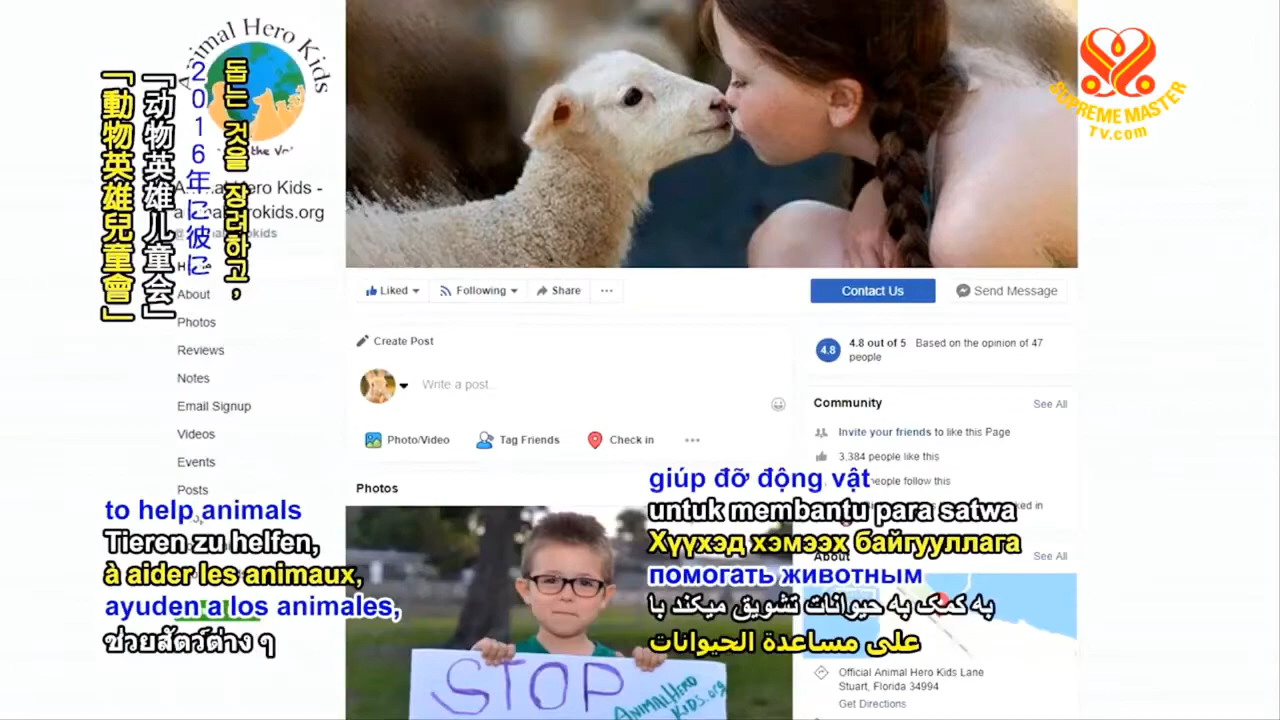 Animal Hero Kids
the Vo
「動物英雄兒童會」
「动物英雄儿童会」
2016年に彼に
돕는 것을 장려하고,
SUPREME MASTER
TV.com
Animal Hero Kids -
animalherokids.org
@animalherokids
Home
About
Photos
Reviews
Notes
Email Signup
Videos
Events
Posts
Liked
Following
Share
...
Contact Us
Send Message
Create Post
Write a post...
Photo/Video
Tag Friends
Check in
...
Photos
4.8
4.8 out of 5 Based on the opinion of 47
people
Community
See All
Invite your friends to like this Page
3,384 people like this
people follow this
ked in
About
See All
STOP
ANIMALHERO
KIDS.org
Official Animal Hero Kids Lane
Stuart, Florida 34994
Get Directions
to help animals
Tieren zu helfen,
à aider les animaux,
ayuden a los animales,
ช่วยสัตว์ต่าง ๆ
giúp đỡ động vật
untuk membantu para satwa
Хүүхэд хэмээх байгууллага
помогать животным
به کمک به حیوانات تشویق میکند با
على مساعدة الحيوانات